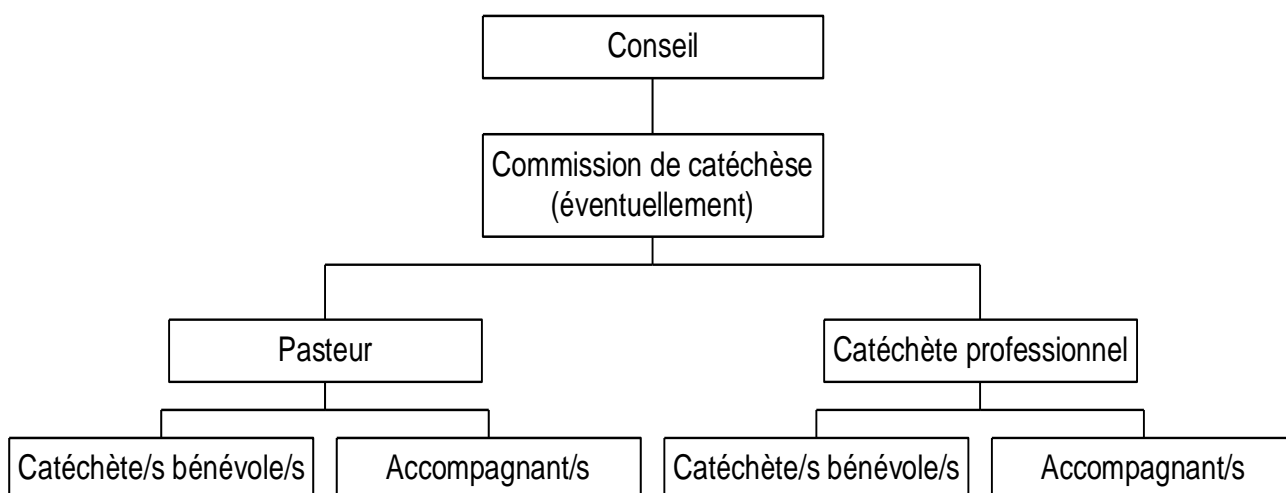 Conseil
Commission de catéchèse
(éventuellement)
Pasteur
Catéchète professionnel
Catéchète/s bénévole/s
Accompagnant/s
Catéchète/s bénévole/s
Accompagnant/s